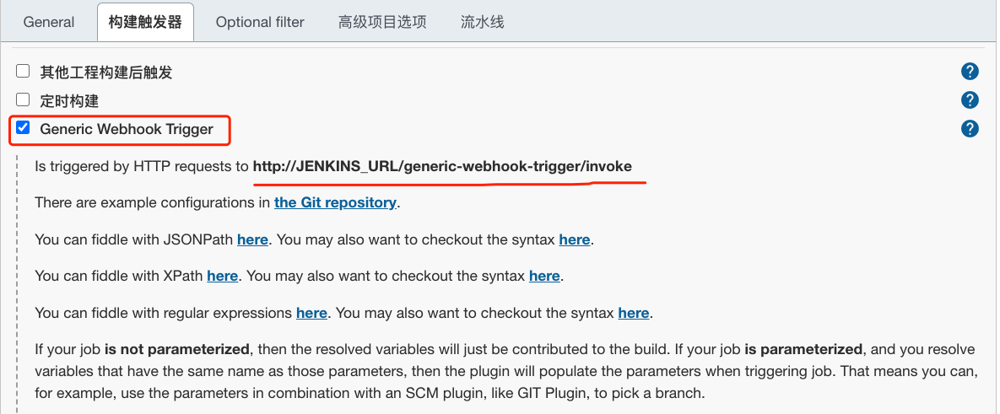 General 构建触发器 Optional filter 高级项目选项 流水线
其他工程构建后触发 ?
定时构建 ?
Generic Webhook Trigger ?
Is triggered by HTTP requests to http://JENKINS_URL/generic-webhook-trigger/invoke
There are example configurations in the Git repository.
You can fiddle with JSONPath here. You may also want to checkout the syntax here.
You can fiddle with XPath here. You may also want to checkout the syntax here.
You can fiddle with regular expressions here. You may also want to checkout the syntax here.
If your job is not parameterized, then the resolved variables will just be contributed to the build. If your job is parameterized, and you resolve
variables that have the same name as those parameters, then the plugin will populate the parameters when triggering job. That means you can,
for example, use the parameters in combination with an SCM plugin, like GIT Plugin, to pick a branch.